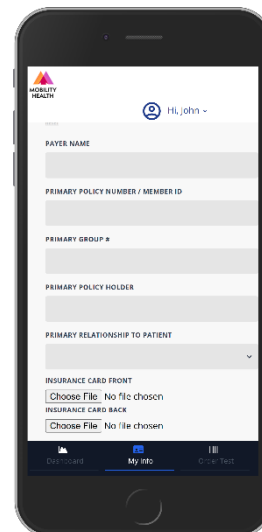 MOBILITY
HEALTH
Hi, John
PAYER NAME
PRIMARY POLICY NUMBER / MEMBER ID
PRIMARY GROUP #
PRIMARY POLICY HOLDER
PRIMARY RELATIONSHIP TO PATIENT
INSURANCE CARD FRONT
Choose File No file chosen
INSURANCE CARD BACK
Choose File No file chosen
Dashboard My Info Order Test